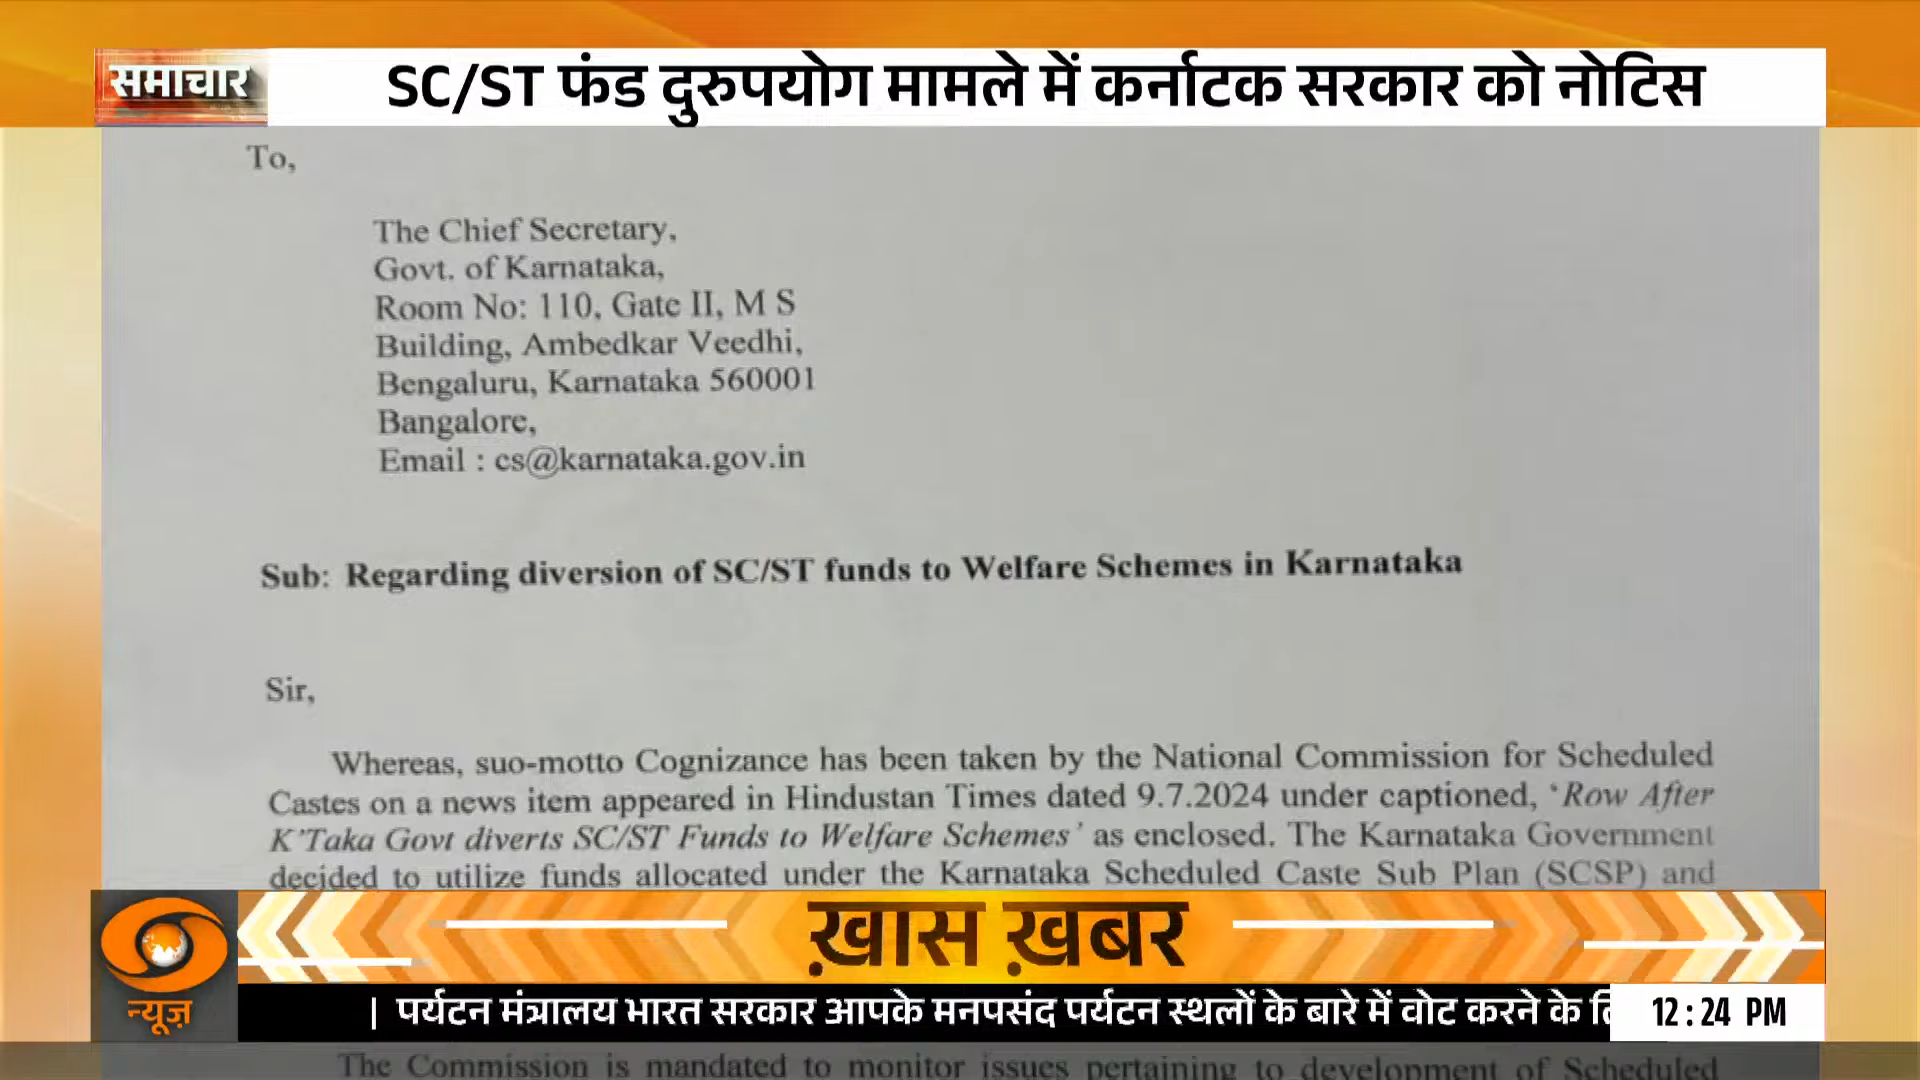 समाचार
SC/ST फंड दुरुपयोग मामले में कर्नाटक सरकार को नोटिस
To,
The Chief Secretary,
Govt. of Karnataka,
Room No: 110, Gate II, M S
Building, Ambedkar Veedhi,
Bengaluru, Karnataka 560001
Bangalore,
Email : cs@karnataka.gov.in
Sub: Regarding diversion of SC/ST funds to Welfare Schemes in Karnataka
Sir,
Whereas, suo-motto Cognizance has been taken by the National Commission for Scheduled
Castes on a news item appeared in Hindustan Times dated 9.7.2024 under captioned, ‘Row After
K’Taka Govt diverts SC/ST Funds to Welfare Schemes’ as enclosed. The Karnataka Government
decided to utilize funds allocated under the Karnataka Scheduled Caste Sub Plan (SCSP) and
ख़ास ख़बर
न्यूज़
| पर्यटन मंत्रालय भारत सरकार आपके मनपसंद पर्यटन स्थलों के बारे में वोट करने के
12:24 PM
The Commission is mandated to monitor issues pertaining to development of Scheduled